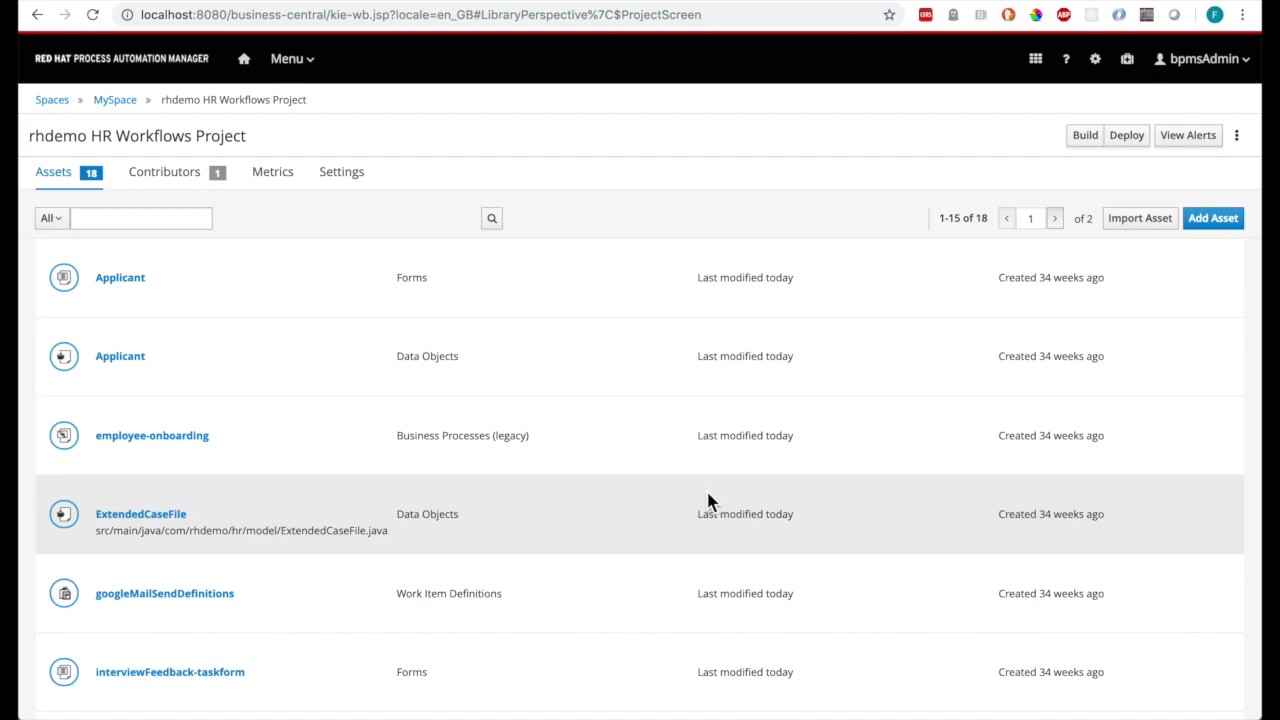 localhost:8080/business-central/kie-wb.jsp?locale=en_GB#LibraryPerspective%7C$ProjectScreen
ABP
F
RED HAT PROCESS AUTOMATION MANAGER
Menu
?
bpmsAdmin
Spaces » MySpace » rhdemo HR Workflows Project
rhdemo HR Workflows Project
Build Deploy View Alerts
Assets 18 Contributors 1 Metrics Settings
All
1-15 of 18 < 1 > of 2 Import Asset Add Asset
Applicant Forms Last modified today Created 34 weeks ago
Applicant Data Objects Last modified today Created 34 weeks ago
employee-onboarding Business Processes (legacy) Last modified today Created 34 weeks ago
ExtendedCaseFile Data Objects Last modified today Created 34 weeks ago
src/main/java/com/rhdemo/hr/model/ExtendedCaseFile.java
googleMailSendDefinitions Work Item Definitions Last modified today Created 34 weeks ago
interviewFeedback-taskform Forms Last modified today Created 34 weeks ago